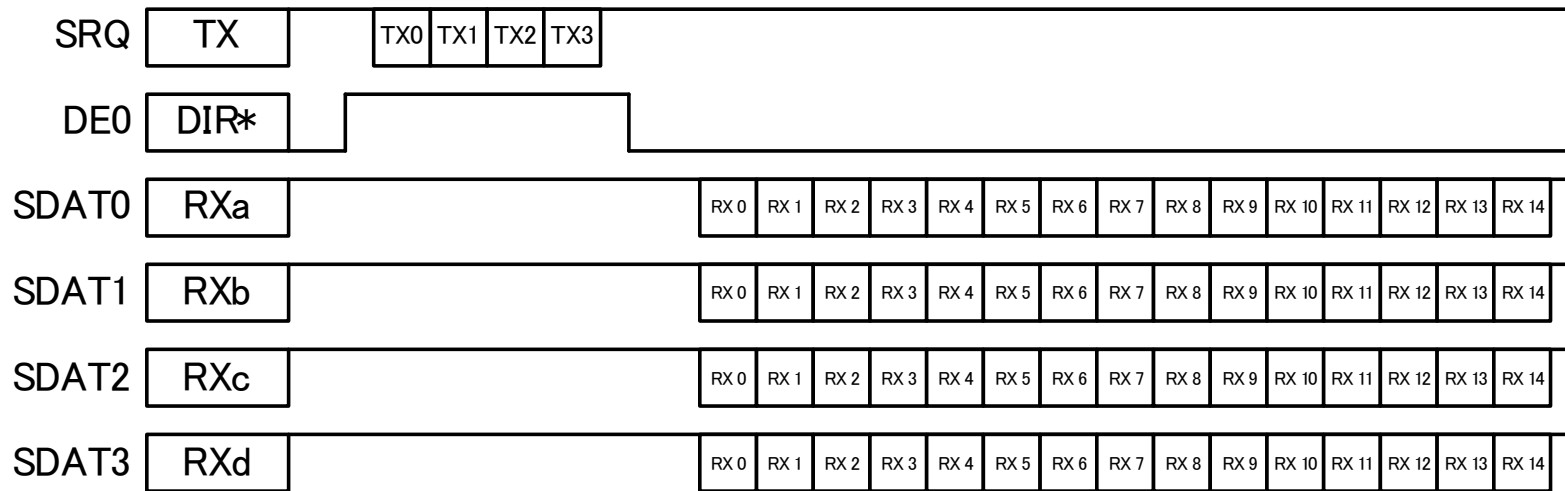 SRQ TX TX0 TX1 TX2 TX3
DE0 DIR*
SDAT0 RXa RX 0 RX 1 RX 2 RX 3 RX 4 RX 5 RX 6 RX 7 RX 8 RX 9 RX 10 RX 11 RX 12 RX 13 RX 14
SDAT1 RXb RX 0 RX 1 RX 2 RX 3 RX 4 RX 5 RX 6 RX 7 RX 8 RX 9 RX 10 RX 11 RX 12 RX 13 RX 14
SDAT2 RXc RX 0 RX 1 RX 2 RX 3 RX 4 RX 5 RX 6 RX 7 RX 8 RX 9 RX 10 RX 11 RX 12 RX 13 RX 14
SDAT3 RXd RX 0 RX 1 RX 2 RX 3 RX 4 RX 5 RX 6 RX 7 RX 8 RX 9 RX 10 RX 11 RX 12 RX 13 RX 14